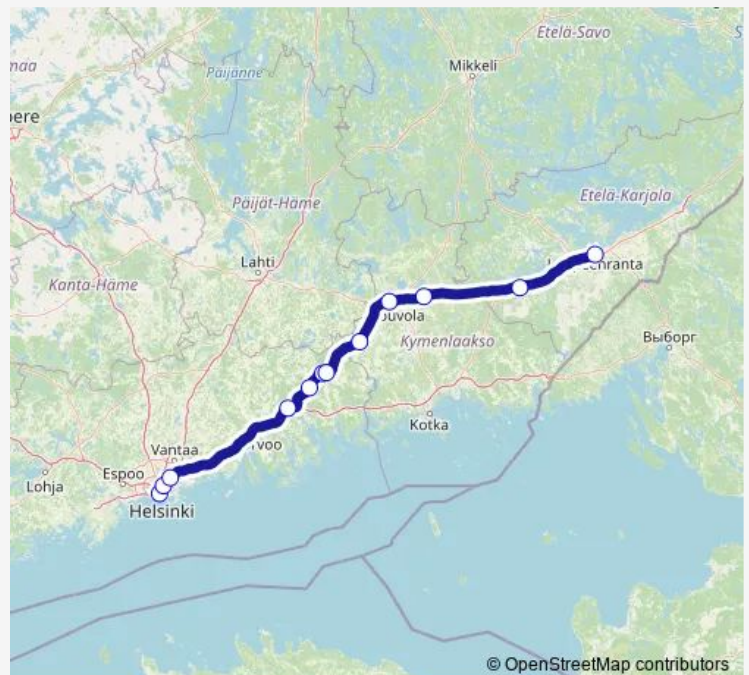 Etelä-Savo
Päijänne
Mikkeli
Päijät-Häme
Etelä-Karjala
Lahti
Kanta-Häme
Выборг
Kymenlaakso
Kotka
Vantaa
Espoo
Lohja
Helsinki
© OpenStreetMap contributors